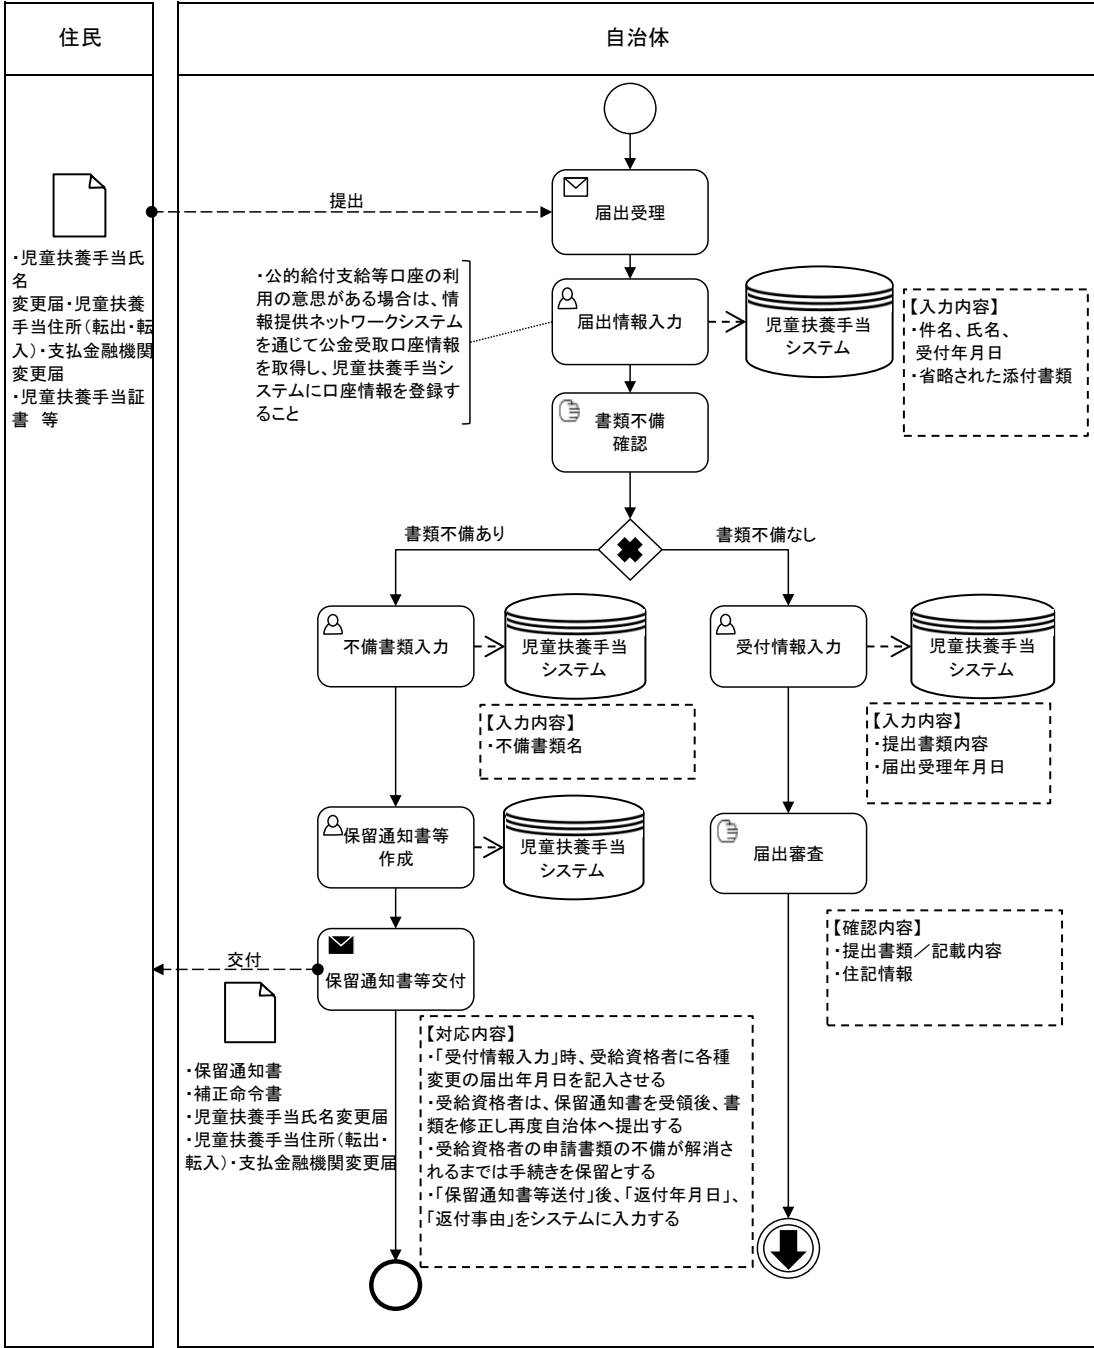 住民
自治体
届出受理
提出
・児童扶養手当氏
名
変更届・児童扶養
手当住所（転出・転
入）・支払金融機関
変更届
・児童扶養手当証
書　等
・公的給付支給等口座の利
用の意思がある場合は、情
報提供ネットワークシステム
を通じて公金受取口座情報
を取得し、児童扶養手当シ
ステムに口座情報を登録す
ること
届出情報入力
児童扶養手当
システム
【入力内容】
・件名、氏名、
受付年月日
・省略された添付書類
書類不備
確認
書類不備あり
書類不備なし
不備書類入力
児童扶養手当
システム
【入力内容】
・不備書類名
受付情報入力
児童扶養手当
システム
【入力内容】
・提出書類内容
・届出受理年月日
保留通知書等
作成
児童扶養手当
システム
届出審査
【確認内容】
・提出書類／記載内容
・住記情報
保留通知書等交付
交付
・保留通知書
・補正命令書
・児童扶養手当氏名変更届
・児童扶養手当住所（転出・
転入）・支払金融機関変更届
【対応内容】
・「受付情報入力」時、受給資格者に各種
変更の届出年月日を記入させる
・受給資格者は、保留通知書を受領後、書
類を修正し再度自治体へ提出する
・受給資格者の申請書類の不備が解消さ
れるまでは手続きを保留とする
・「保留通知書等送付」後、「返付年月日」、
「返付事由」をシステムに入力する